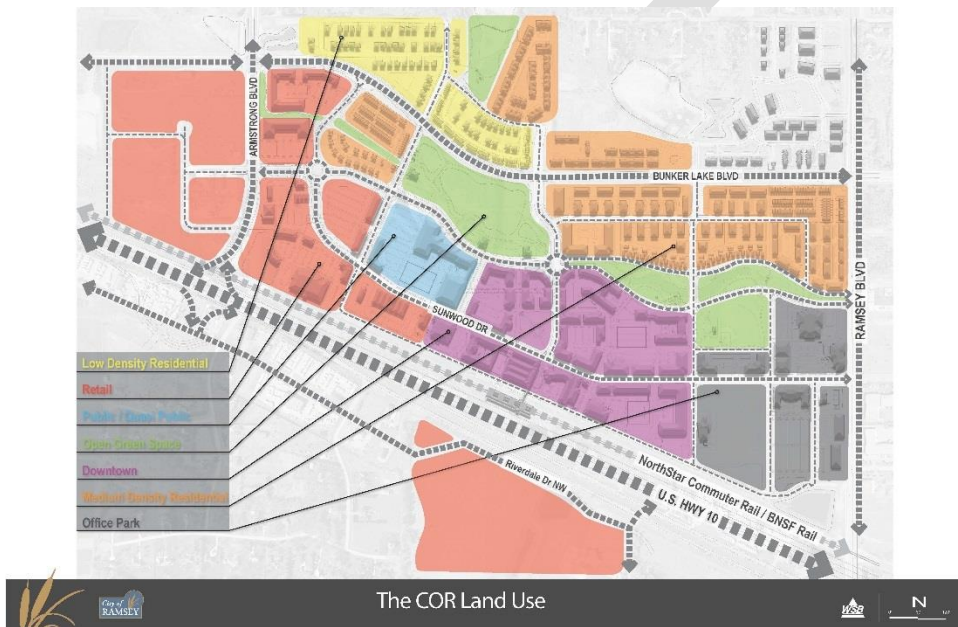 ARMSTRONG BLVD
BUNKER LAKE BLVD
RAMSEY BLVD
SUNWOOD DR
Low Density Residential
Retail
Public / Semi Public
Open Green Space
Downtown
Medium Density Residential
Office Park
NorthStar Commuter Rail / BNSF Rail
U.S. HWY 10
Riverdale Dr NW
City of
RAMSEY
The COR Land Use
WSB
N